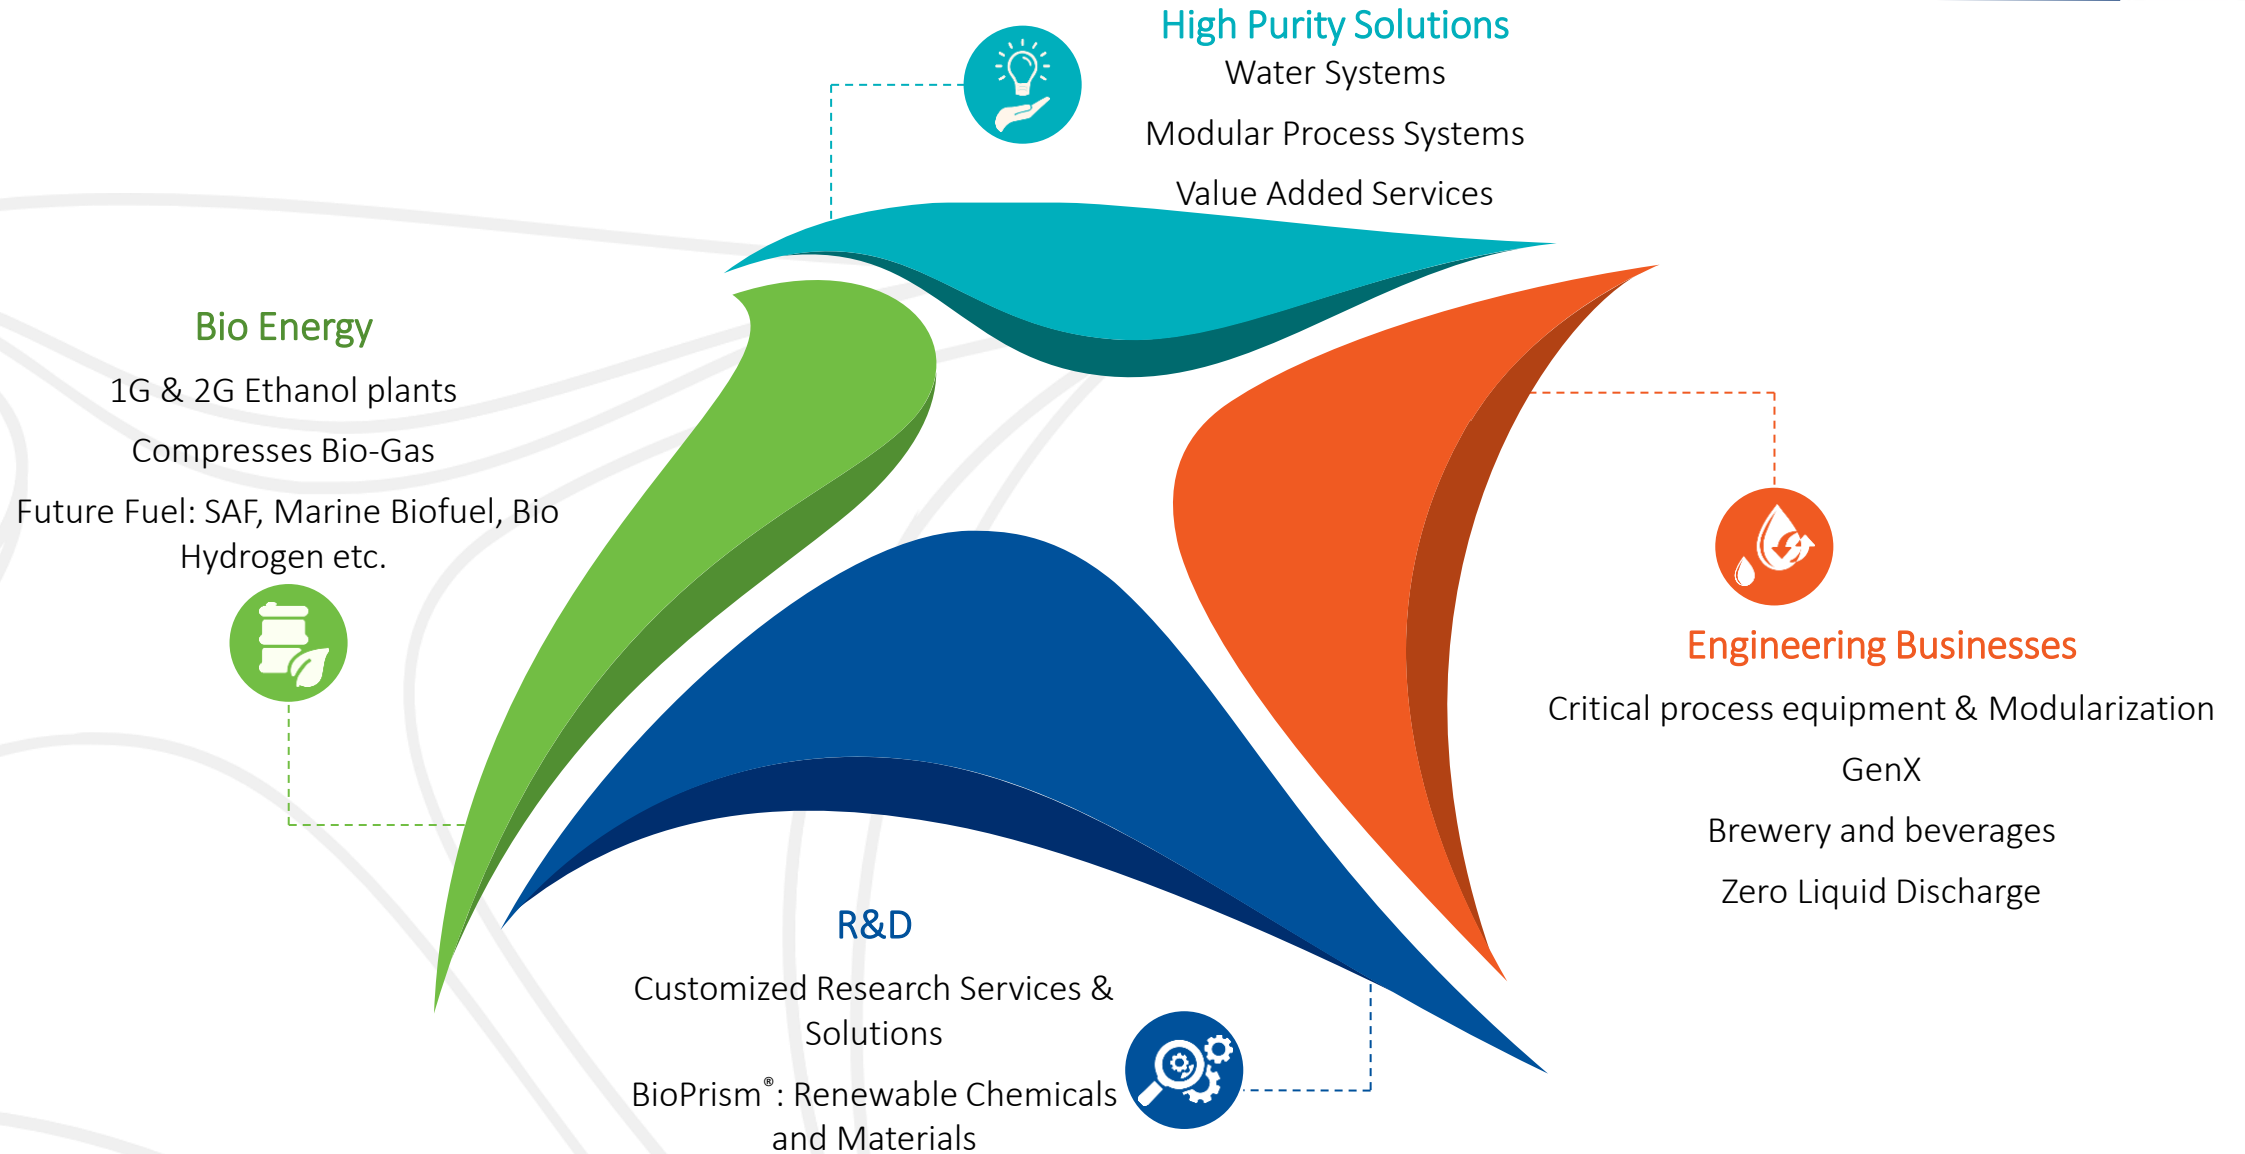 High Purity Solutions
Water Systems
Modular Process Systems
Value Added Services
Bio Energy
1G & 2G Ethanol plants
Compresses Bio-Gas
Future Fuel: SAF, Marine Biofuel, Bio
Hydrogen etc.
Engineering Businesses
Critical process equipment & Modularization
GenX
Brewery and beverages
Zero Liquid Discharge
R&D
Customized Research Services &
Solutions
BioPrism®: Renewable Chemicals
and Materials